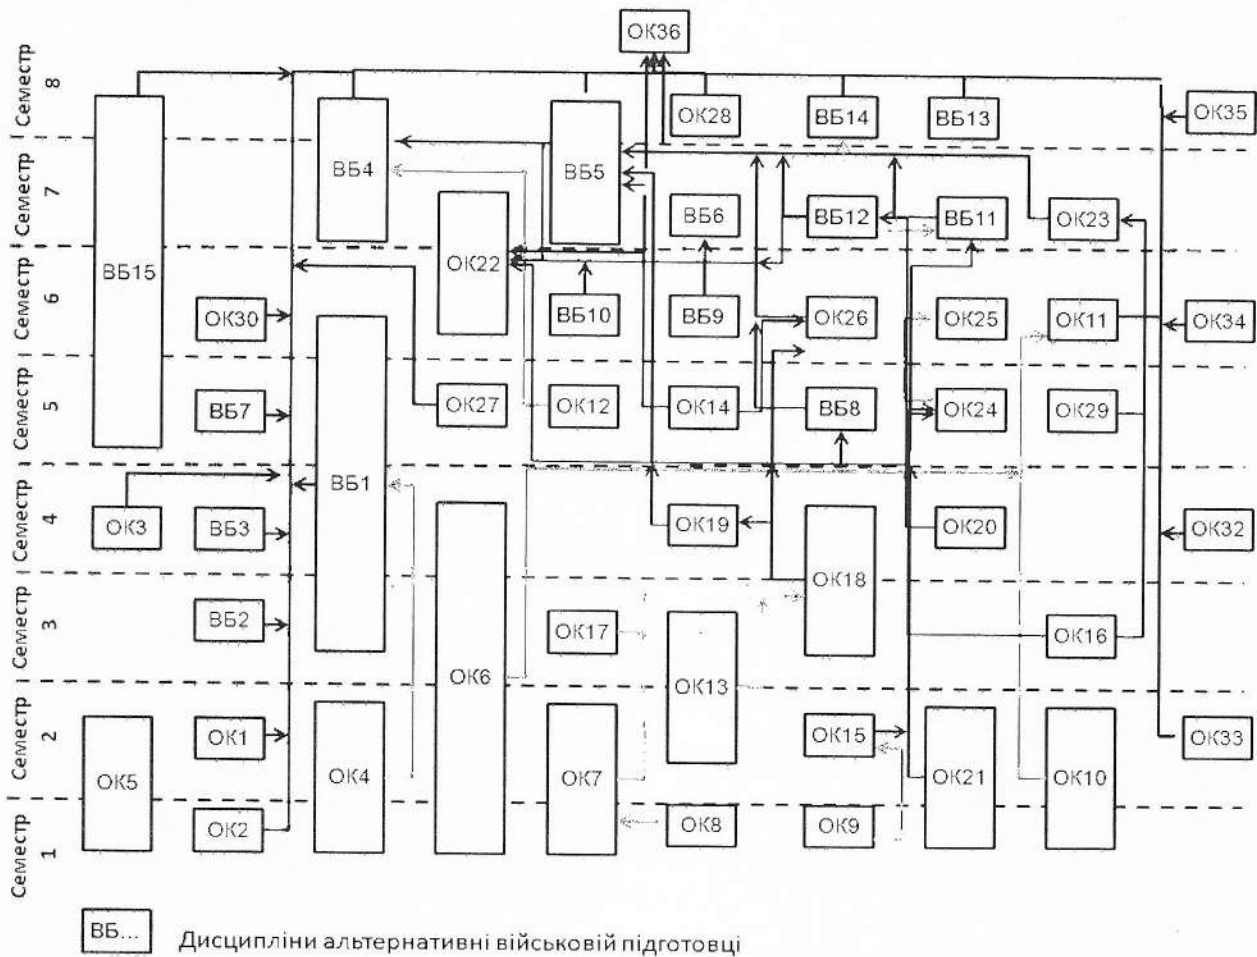 ОК36
Семестр
8
ОК28
ВБ14
ВБ13
ОК35
Семестр
7
ВБ4
ВБ5
ВБ6
ВБ12
ВБ11
ОК23
Семестр
6
ВБ15
ОК22
ОК30
ВБ10
ВБ9
ОК26
ОК25
ОК11
ОК34
Семестр
5
ВБ7
ОК27
ОК12
ОК14
ВБ8
ОК24
ОК29
Семестр
4
ОК3
ВБ3
ВБ1
ОК19
ОК18
ОК20
ОК32
Семестр
3
ВБ2
ОК6
ОК17
ОК13
ОК16
Семестр
2
ОК5
ОК1
ОК4
ОК7
ОК15
ОК21
ОК10
ОК33
Семестр
1
ОК2
ОК8
ОК9
ВБ...
Дисципліни альтернативні військовій підготовці